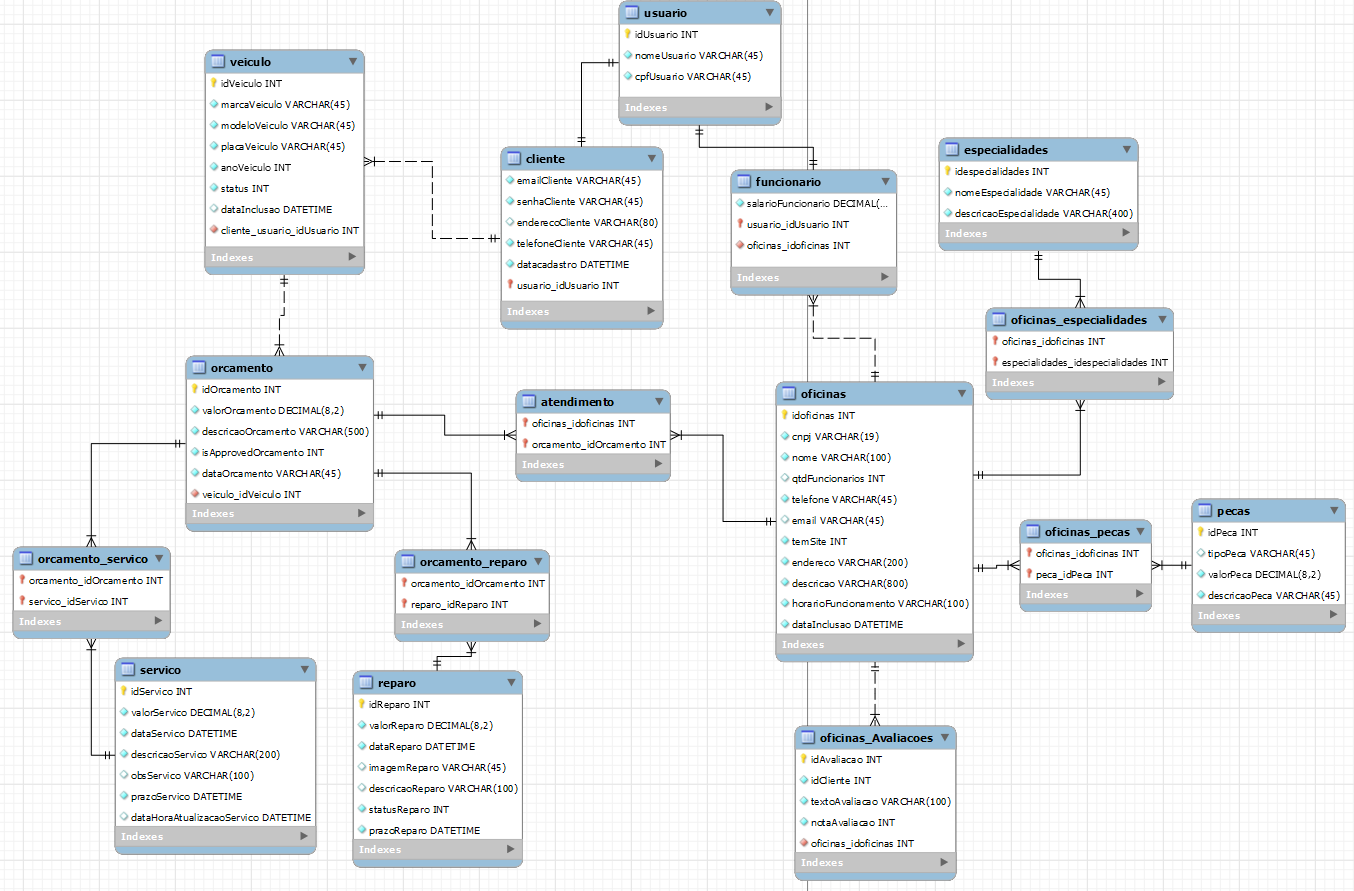 usuario
idUsuario INT
nomeUsuario VARCHAR(45)
cpfUsuario VARCHAR(45)
Indexes
veiculo
idVeiculo INT
marcaVeiculo VARCHAR(45)
modeloVeiculo VARCHAR(45)
placaVeiculo VARCHAR(45)
anoVeiculo INT
status INT
dataInclusao DATETIME
cliente_usuario_idUsuario INT
Indexes
cliente
emailCliente VARCHAR(45)
senhaCliente VARCHAR(45)
enderecoCliente VARCHAR(80)
telefoneCliente VARCHAR(45)
datacadastro DATETIME
usuario_idUsuario INT
Indexes
funcionario
salarioFuncionario DECIMAL(...
usuario_idUsuario INT
oficinas_idoficinas INT
Indexes
especialidades
idespecialidades INT
nomeEspecialidade VARCHAR(45)
descricaoEspecialidade VARCHAR(400)
Indexes
oficinas_especialidades
oficinas_idoficinas INT
especialidades_idespecialidades INT
Indexes
orcamento
idOrcamento INT
valorOrcamento DECIMAL(8,2)
descricaoOrcamento VARCHAR(500)
isApprovedOrcamento INT
dataOrcamento VARCHAR(45)
veiculo_idVeiculo INT
Indexes
atendimento
oficinas_idoficinas INT
orcamento_idOrcamento INT
Indexes
oficinas
idoficinas INT
cnpj VARCHAR(19)
nome VARCHAR(100)
qtdFuncionarios INT
telefone VARCHAR(45)
email VARCHAR(45)
temSite INT
endereco VARCHAR(200)
descricao VARCHAR(800)
horarioFuncionamento VARCHAR(100)
dataInclusao DATETIME
Indexes
oficinas_pecas
oficinas_idoficinas INT
peca_idPeca INT
Indexes
pecas
idPeca INT
tipoPeca VARCHAR(45)
valorPeca DECIMAL(8,2)
descricaoPeca VARCHAR(45)
Indexes
orcamento_servico
orcamento_idOrcamento INT
servico_idServico INT
Indexes
orcamento_reparo
orcamento_idOrcamento INT
reparo_idReparo INT
Indexes
servico
idServico INT
valorServico DECIMAL(8,2)
dataServico DATETIME
descricaoServico VARCHAR(200)
obsServico VARCHAR(100)
prazoServico DATETIME
dataHoraAtualizacaoServico DATETIME
Indexes
reparo
idReparo INT
valorReparo DECIMAL(8,2)
dataReparo DATETIME
imagemReparo VARCHAR(45)
descricaoReparo VARCHAR(100)
statusReparo INT
prazoReparo DATETIME
Indexes
oficinas_Avaliacoes
idAvaliacao INT
idCliente INT
textoAvaliacao VARCHAR(100)
notaAvaliacao INT
oficinas_idoficinas INT
Indexes